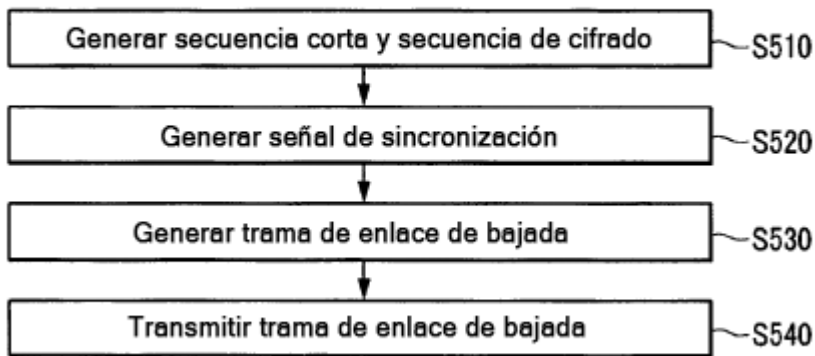 Generar secuencia corta y secuencia de cifrado
S510
Generar señal de sincronización
S520
Generar trama de enlace de bajada
S530
Transmitir trama de enlace de bajada
S540